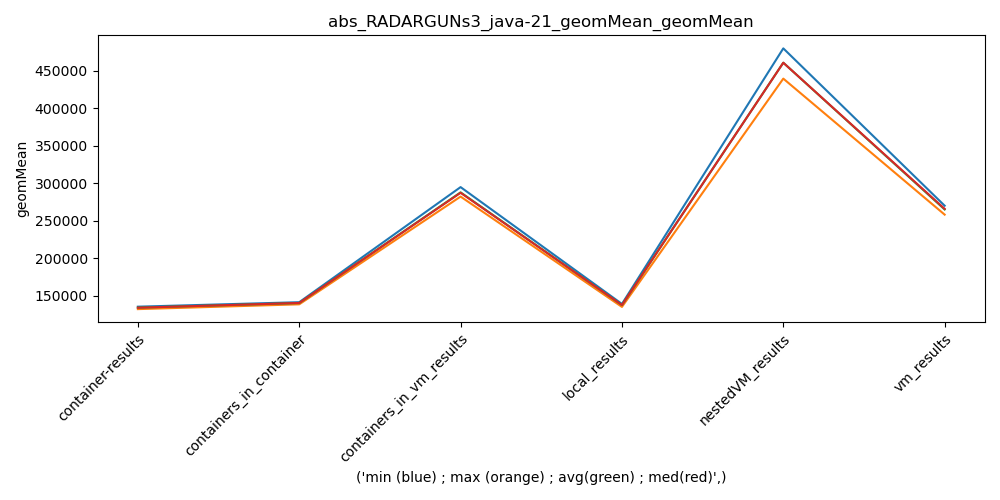 abs_RADARGUNs3_java-21_geomMean_geomMean
geomMean
450000
400000
350000
300000
250000
200000
150000
container-results
containers_in_container
containers_in_vm_results
local_results
nestedVM_results
vm_results
('min (blue) ; max (orange) ; avg(green) ; med(red)',)